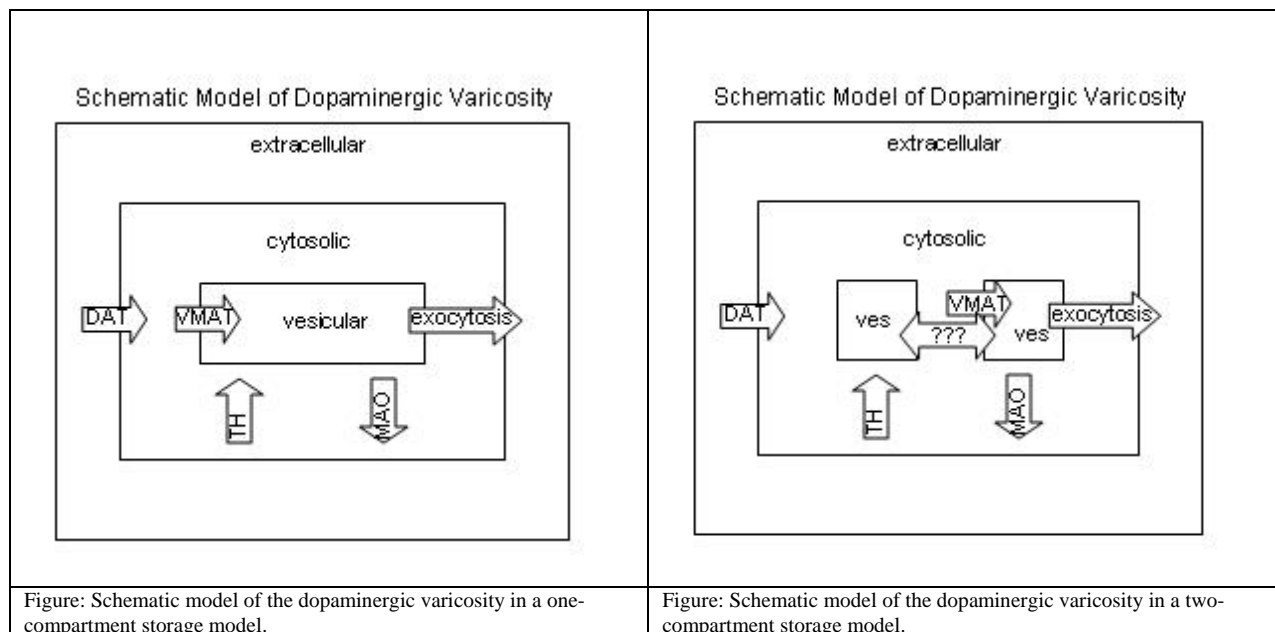 Schematic Model of Dopaminergic Varicosity
extracellular
cytosolic
DAT
VMAT
vesicular
exocytosis
TH
MAO
Figure: Schematic model of the dopaminergic varicosity in a one-
compartment storage model.
Schematic Model of Dopaminergic Varicosity
extracellular
cytosolic
DAT
ves
VMAT
???
ves
exocytosis
TH
MAO
Figure: Schematic model of the dopaminergic varicosity in a two-
compartment storage model.